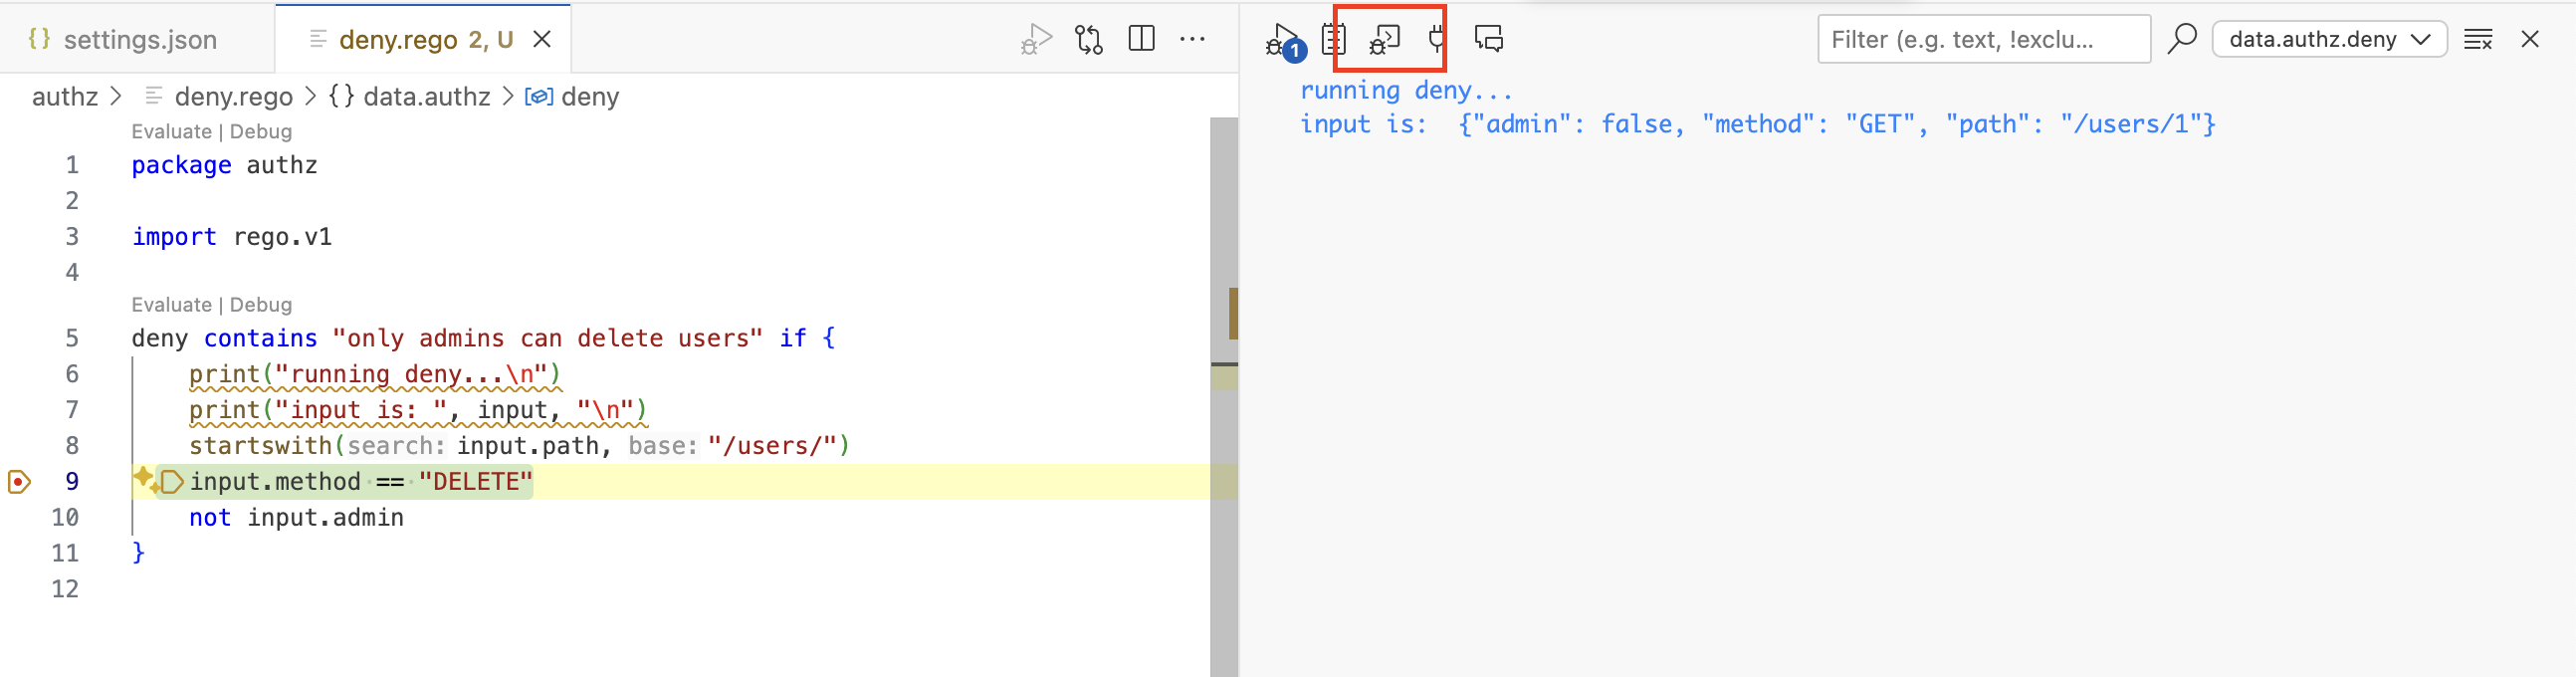 {} settings.json
deny.rego 2, U
authz > deny.rego > {} data.authz > deny
Evaluate | Debug
1 package authz
2
3 import rego.v1
4
Evaluate | Debug
5 deny contains "only admins can delete users" if {
6 print("running deny...\n")
7 print("input is: ", input, "\n")
8 startswith(search: input.path, base: "/users/")
9 input.method == "DELETE"
10 not input.admin
11 }
12
1
Filter (e.g. text, !exclu...
data.authz.deny
running deny...
input is:  {"admin": false, "method": "GET", "path": "/users/1"}